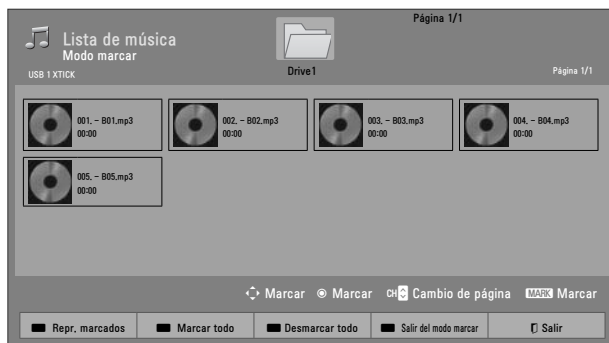 Página 1/1
Lista de música
Modo marcar
USB 1 XTICK
Drive1
Página 1/1
001. - B01.mp3
00:00
002. - B02.mp3
00:00
003. - B03.mp3
00:00
004. - B04.mp3
00:00
005. - B05.mp3
00:00
Marcar Marcar CH Cambio de página MARK Marcar
Repr. marcados Marcar todo Desmarcar todo Salir del modo marcar Salir